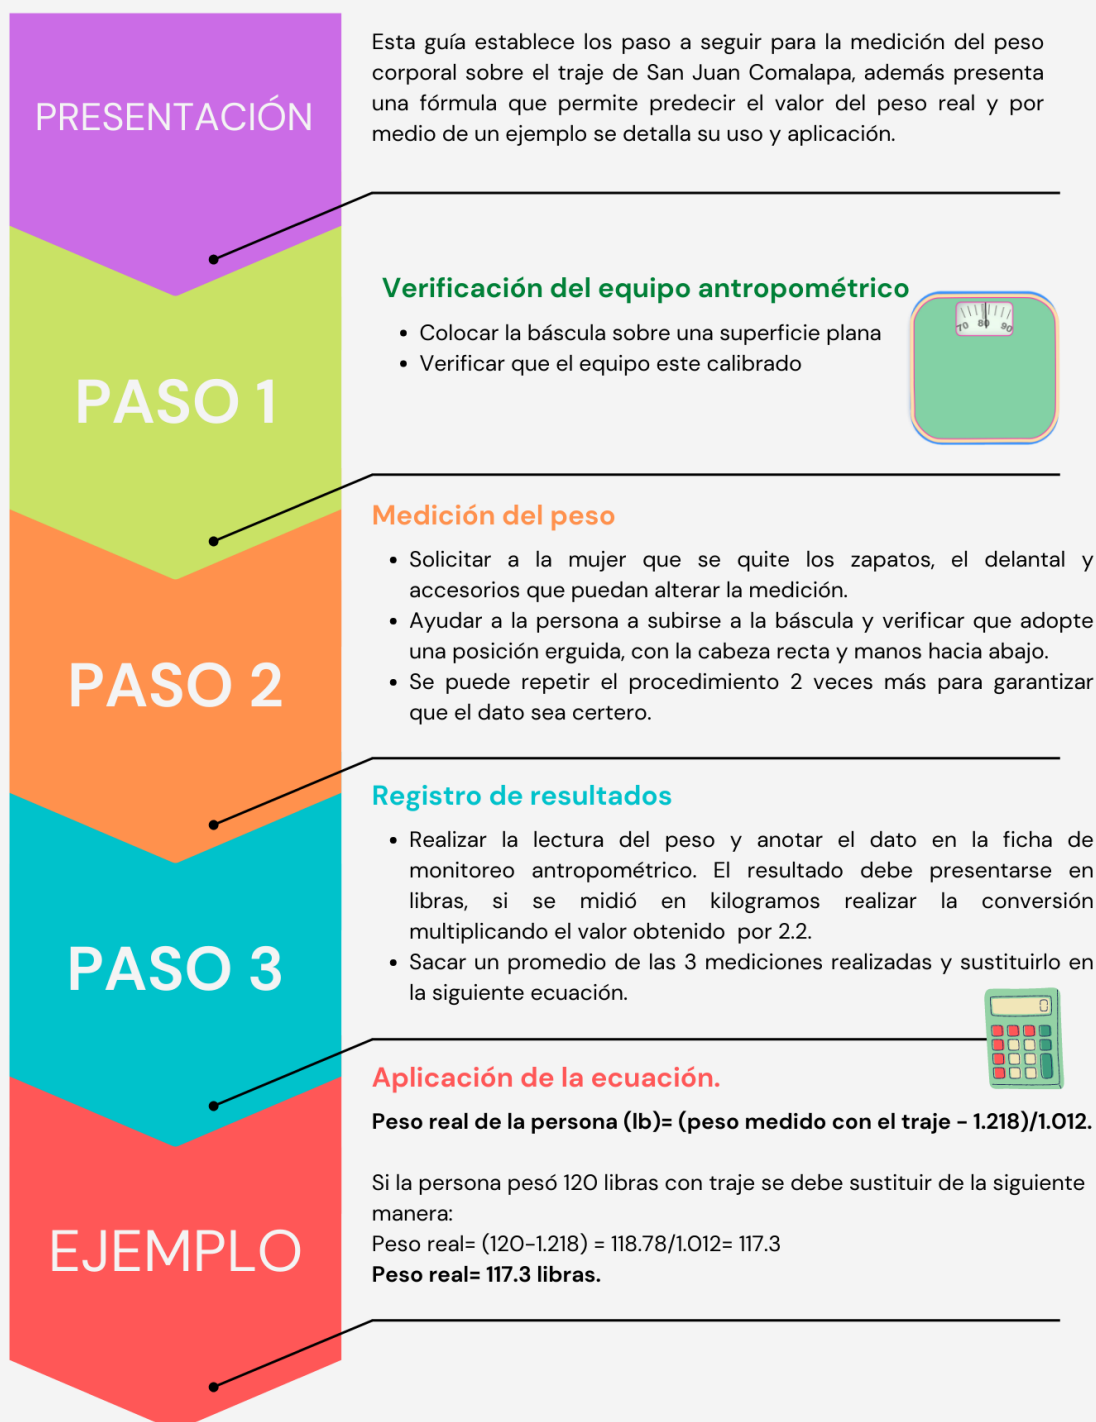 PRESENTACIÓN
Esta guía establece los paso a seguir para la medición del peso
corporal sobre el traje de San Juan Comalapa, además presenta
una fórmula que permite predecir el valor del peso real y por
medio de un ejemplo se detalla su uso y aplicación.
PASO 1
Verificación del equipo antropométrico
• Colocar la báscula sobre una superficie plana
• Verificar que el equipo este calibrado
70 80 90
PASO 2
Medición del peso
• Solicitar a la mujer que se quite los zapatos, el delantal y
accesorios que puedan alterar la medición.
• Ayudar a la persona a subirse a la báscula y verificar que adopte
una posición erguida, con la cabeza recta y manos hacia abajo.
• Se puede repetir el procedimiento 2 veces más para garantizar
que el dato sea certero.
PASO 3
Registro de resultados
• Realizar la lectura del peso y anotar el dato en la ficha de
monitoreo antropométrico. El resultado debe presentarse en
libras, si se midió en kilogramos realizar la conversión
multiplicando el valor obtenido por 2.2.
• Sacar un promedio de las 3 mediciones realizadas y sustituirlo en
la siguiente ecuación.
0
EJEMPLO
Aplicación de la ecuación.
Peso real de la persona (lb)= (peso medido con el traje - 1.218)/1.012.
Si la persona pesó 120 libras con traje se debe sustituir de la siguiente
manera:
Peso real= (120-1.218) = 118.78/1.012= 117.3
Peso real= 117.3 libras.